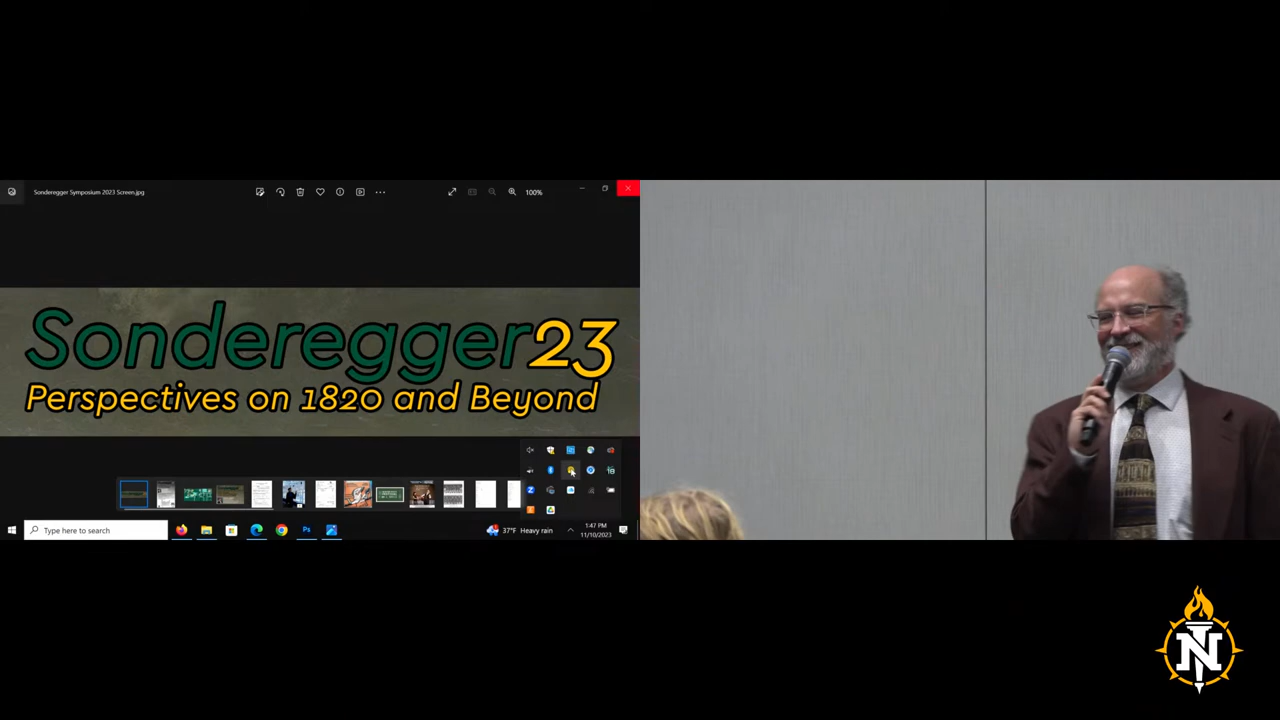 Sonderegger Symposium 2023 Screen.jpg
100%
Sonderegger23
Perspectives on 1820 and Beyond
Type here to search
Ps
37°F Heavy rain
1:47 PM
11/10/2023
N